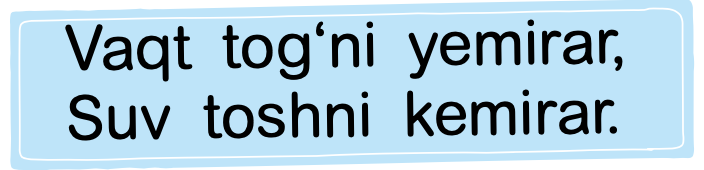 Vaqt tog‘ni yemirar,
Suv toshni kemirar.